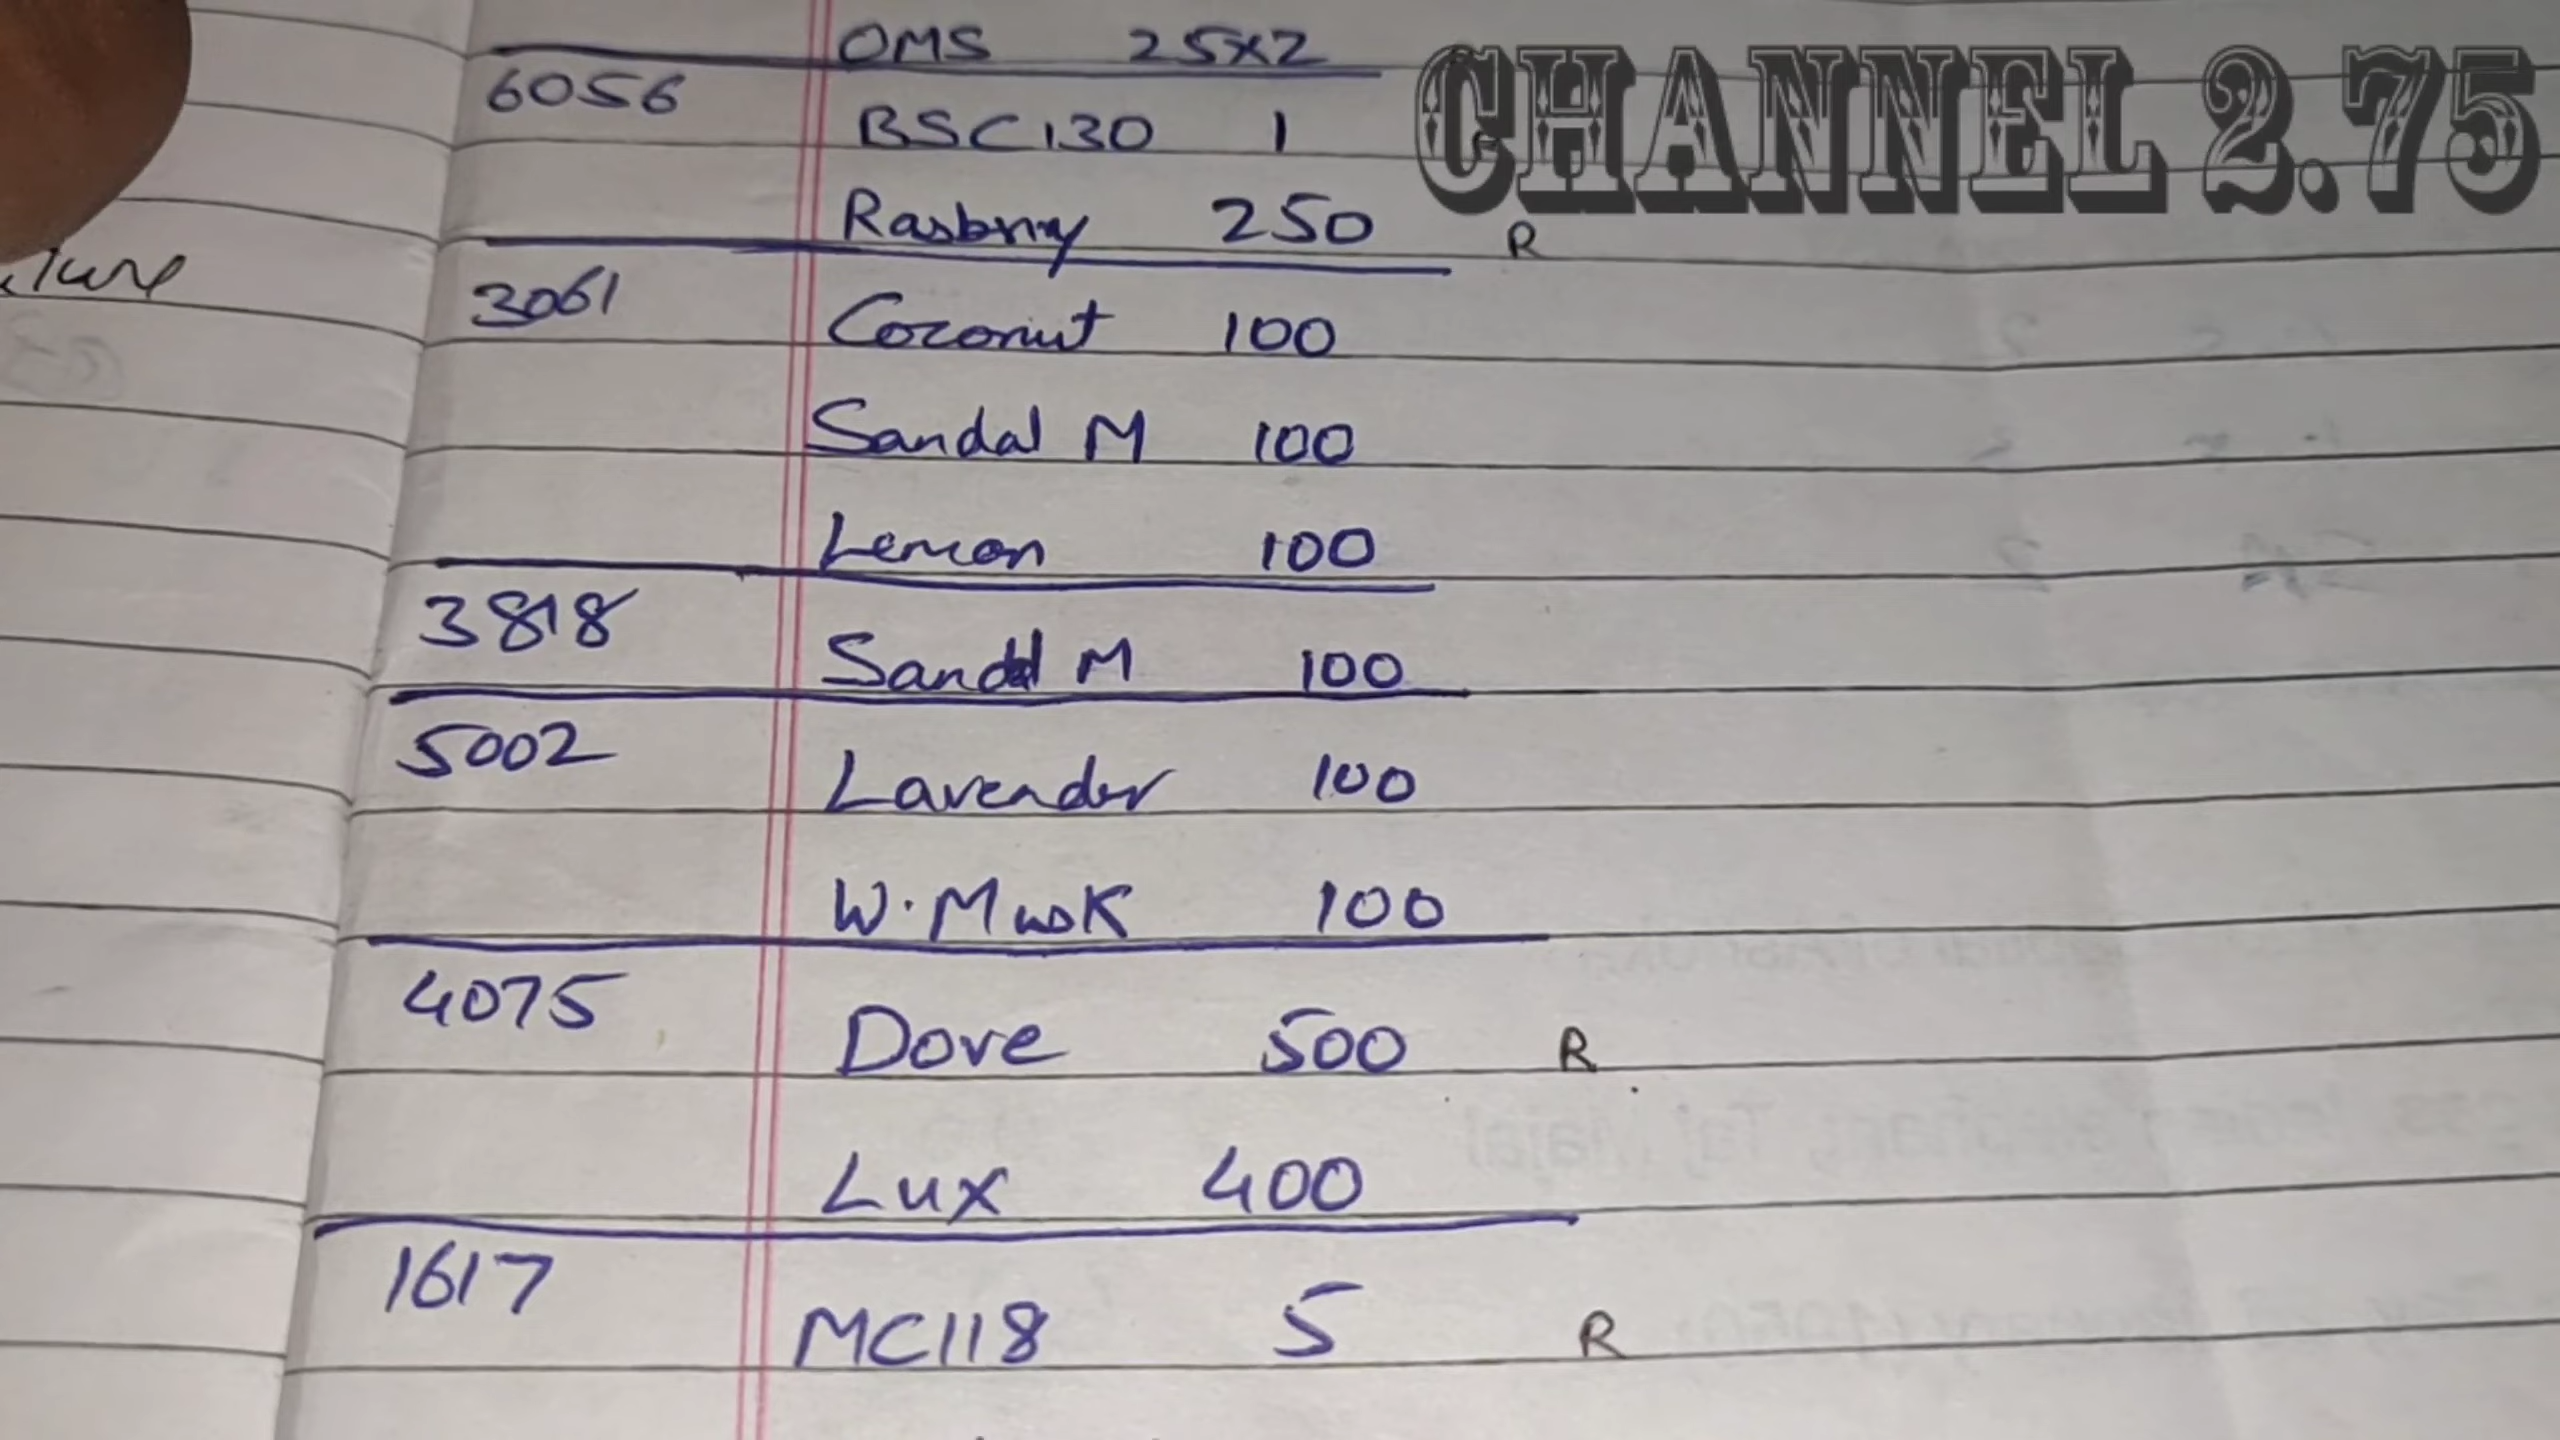 OMS 25x2
CHANNEL 2.75
6056 BSC130 1
Rasbrry 250 R
3061 Coconut 100
Sandal M 100
Lemon 100
3818 Sandal M 100
5002 Lavender 100
W. Musk 100
4075 Dove 500 R
Lux 400
1617 MC118 5 R